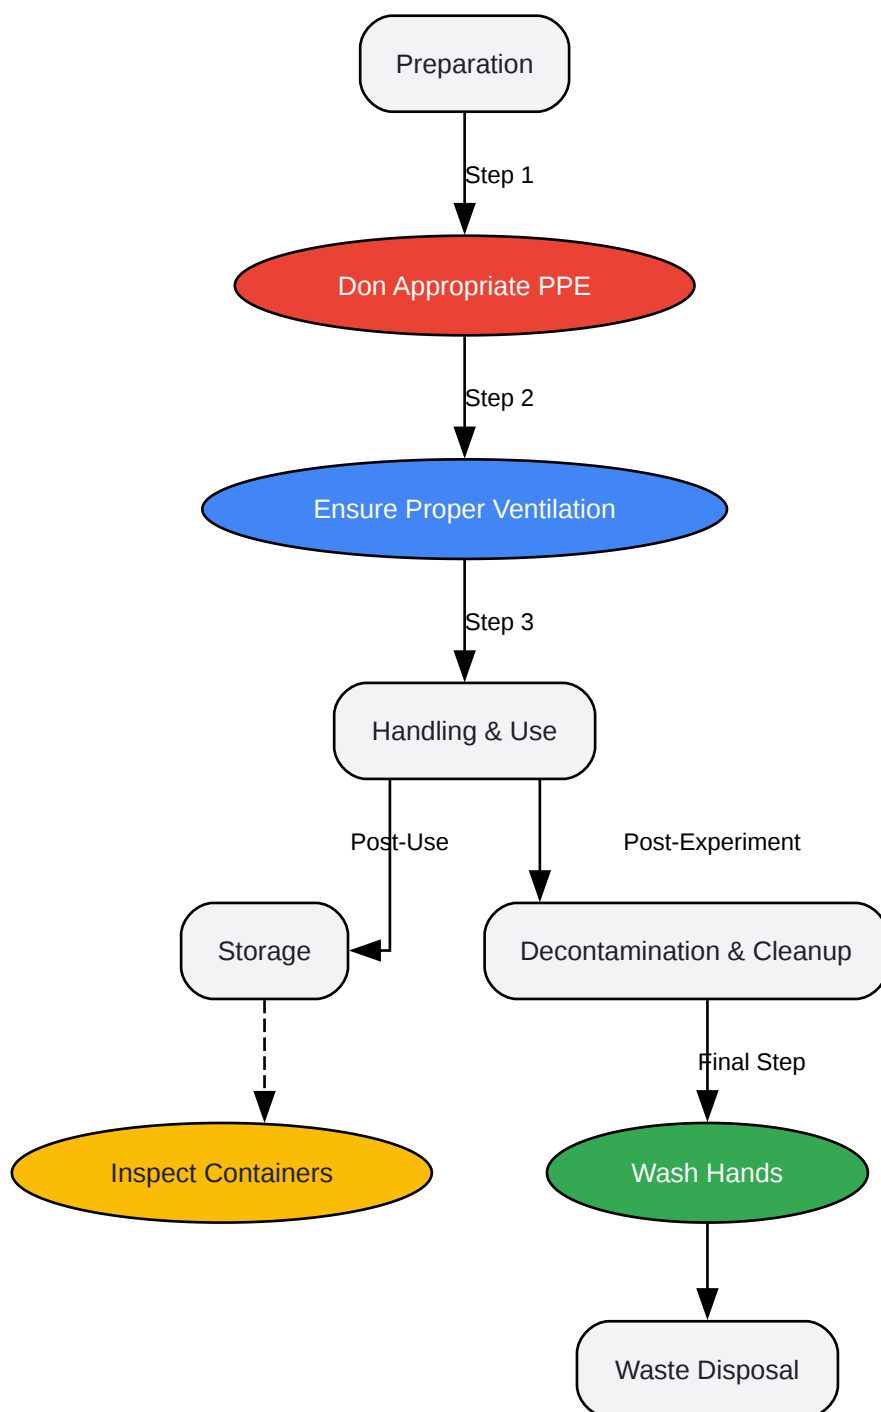 Preparation
Step 1
Don Appropriate PPE
Step 2
Ensure Proper Ventilation
Step 3
Handling & Use
Post-Use
Post-Experiment
Storage
Decontamination & Cleanup
Final Step
Inspect Containers
Wash Hands
Waste Disposal